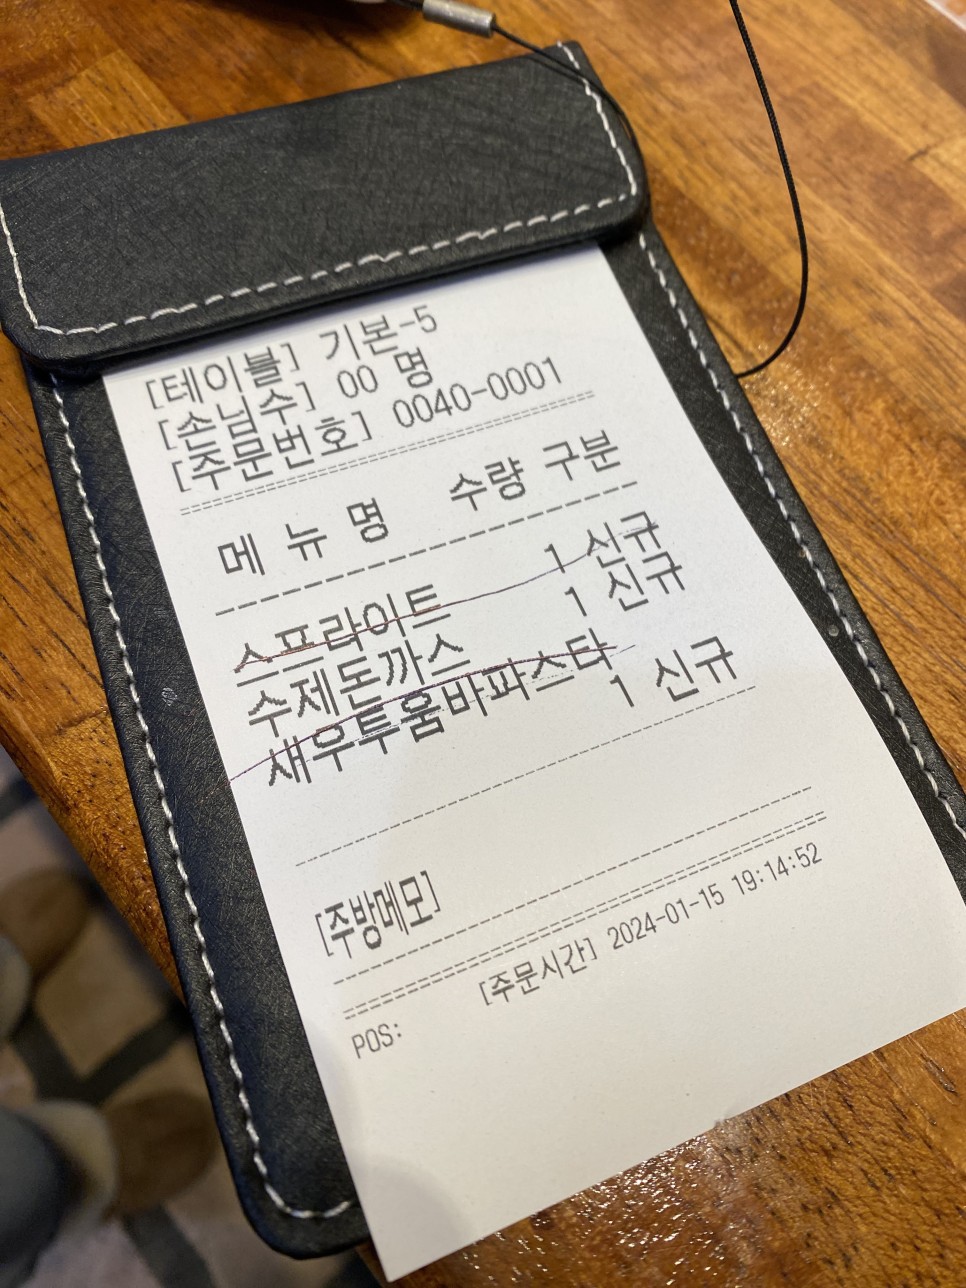 [테이블] 기본-5
[손님수] 00 명
[주문번호] 0040-0001
메 뉴 명 수량 구분
스프라이트 1 신규
수제돈까스 1 신규
새우투움바파스타
1 신규
[주방메모]
[주문시간] 2024-01-15 19:14:52
POS: